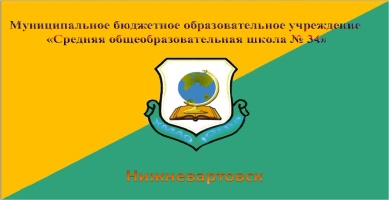 Муниципальное бюджетное образовательное учреждение
«Средняя общеобразовательная школа № 34»
Нижневартовск